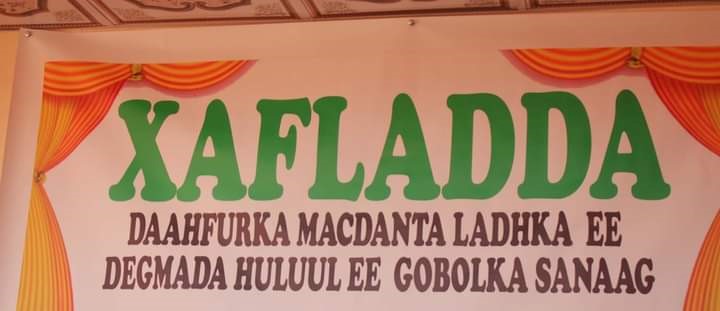 XAFLADDA
DAAHFURKA MACDANTA LADHKA EE
DEGMADA HULUUL EE GOBOLKA SANAAG